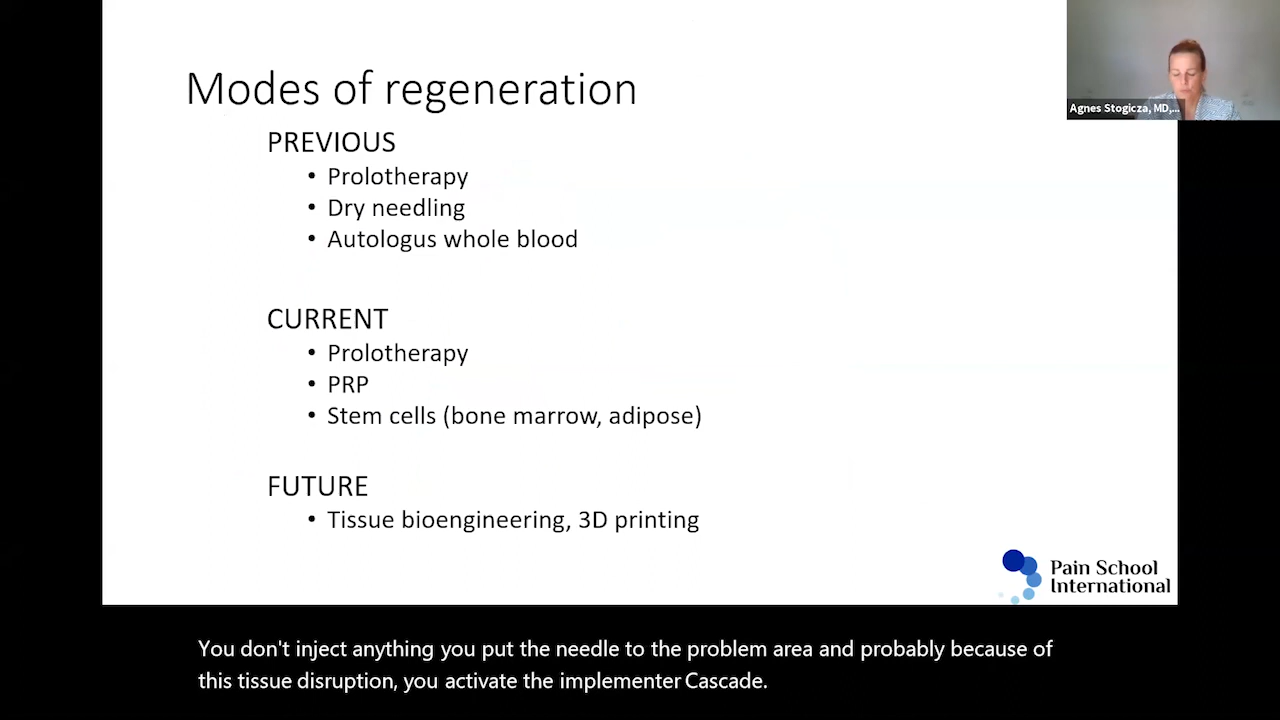 Modes of regeneration
Agnes Stogicza, MD,...
PREVIOUS
• Prolotherapy
• Dry needling
• Autologus whole blood
CURRENT
• Prolotherapy
• PRP
• Stem cells (bone marrow, adipose)
FUTURE
• Tissue bioengineering, 3D printing
Pain School
International
You don't inject anything you put the needle to the problem area and probably because of
this tissue disruption, you activate the implementer Cascade.